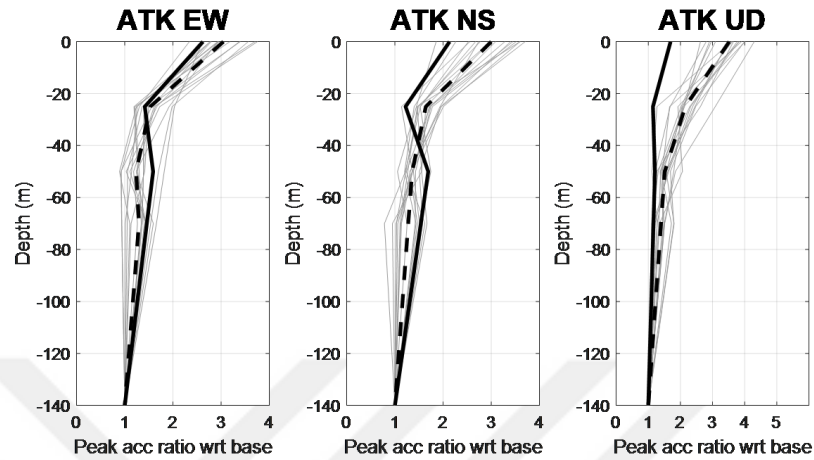 ATK EW
ATK NS
ATK UD
0
-20
-40
-60
-80
-100
-120
-140
Depth (m)
0 1 2 3 4
Peak acc ratio wrt base
0
-20
-40
-60
-80
-100
-120
-140
Depth (m)
0 1 2 3 4
Peak acc ratio wrt base
0
-20
-40
-60
-80
-100
-120
-140
Depth (m)
0 1 2 3 4 5
Peak acc ratio wrt base